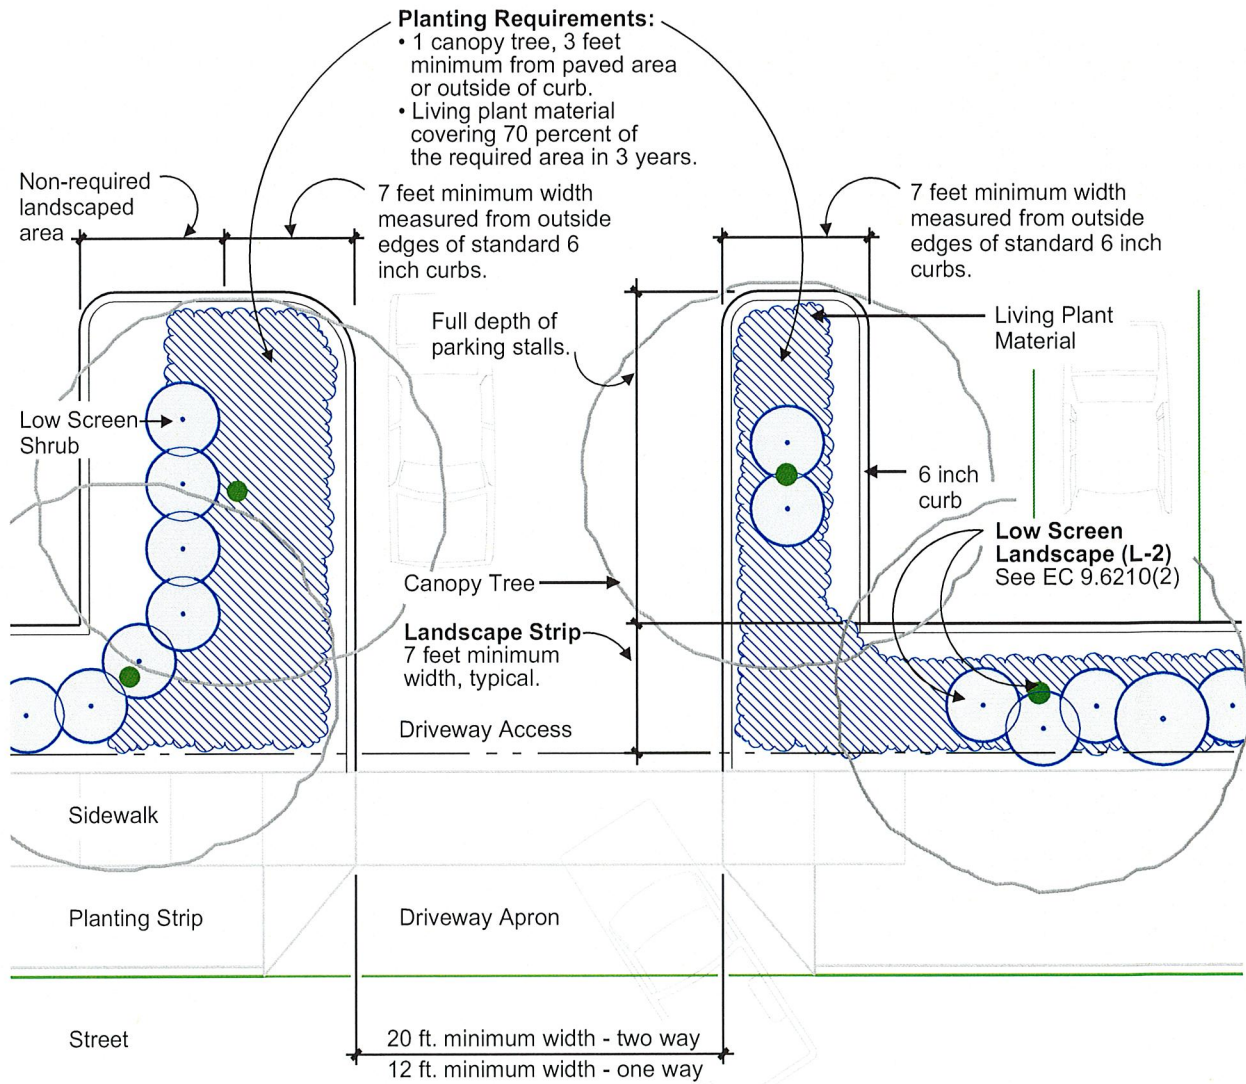 Planting Requirements:
• 1 canopy tree, 3 feet
minimum from paved area
or outside of curb.
• Living plant material
covering 70 percent of
the required area in 3 years.
Non-required
landscaped
area
7 feet minimum width
measured from outside
edges of standard 6
inch curbs.
7 feet minimum width
measured from outside
edges of standard 6 inch
curbs.
Full depth of
parking stalls.
Living Plant
Material
Low Screen
Shrub
6 inch
curb
Low Screen
Landscape (L-2)
See EC 9.6210(2)
Canopy Tree
Landscape Strip
7 feet minimum
width, typical.
Driveway Access
Sidewalk
Planting Strip
Driveway Apron
Street
20 ft. minimum width - two way
12 ft. minimum width - one way